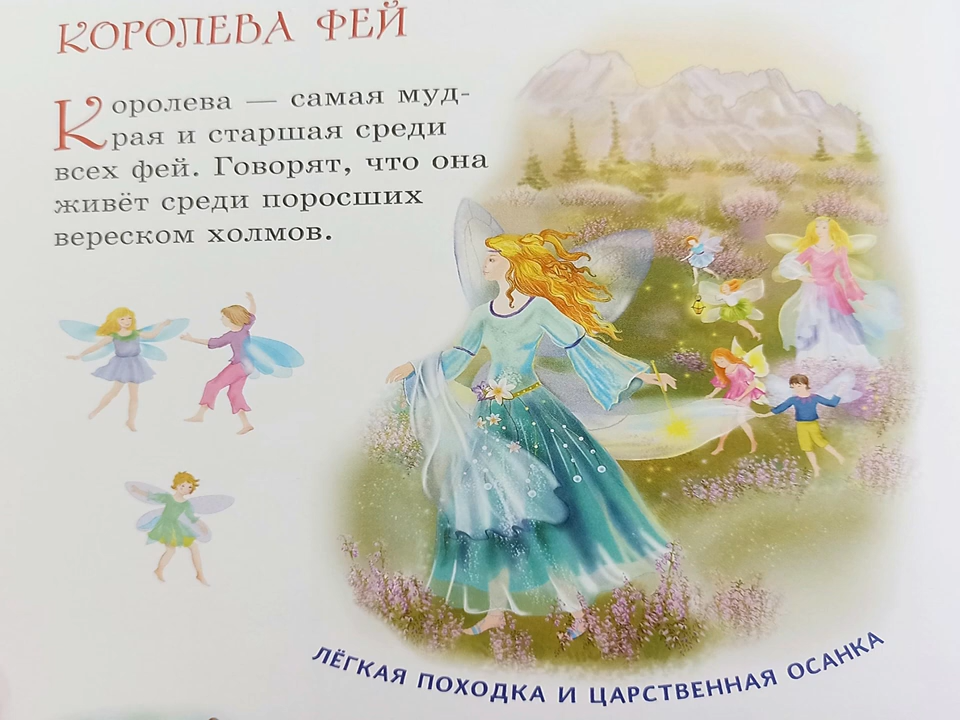 КОРОЛЕВА ФЕЙ
Королева — самая муд-
рая и старшая среди
всех фей. Говорят, что она
живёт среди поросших
вереском холмов.
ЛЁГКАЯ ПОХОДКА И ЦАРСТВЕННАЯ ОСАНКА